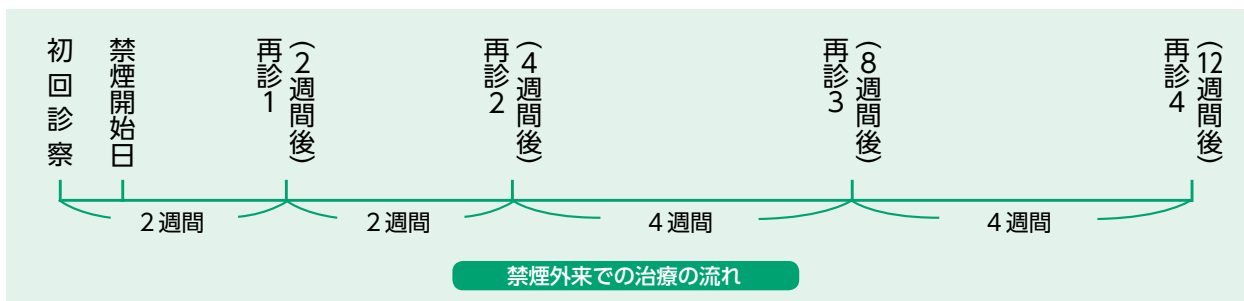 初回診察
禁煙開始日
再診1
(2週間後)
再診2
(4週間後)
再診3
(8週間後)
再診4
(12週間後)
2週間
2週間
4週間
4週間
禁煙外来での治療の流れ